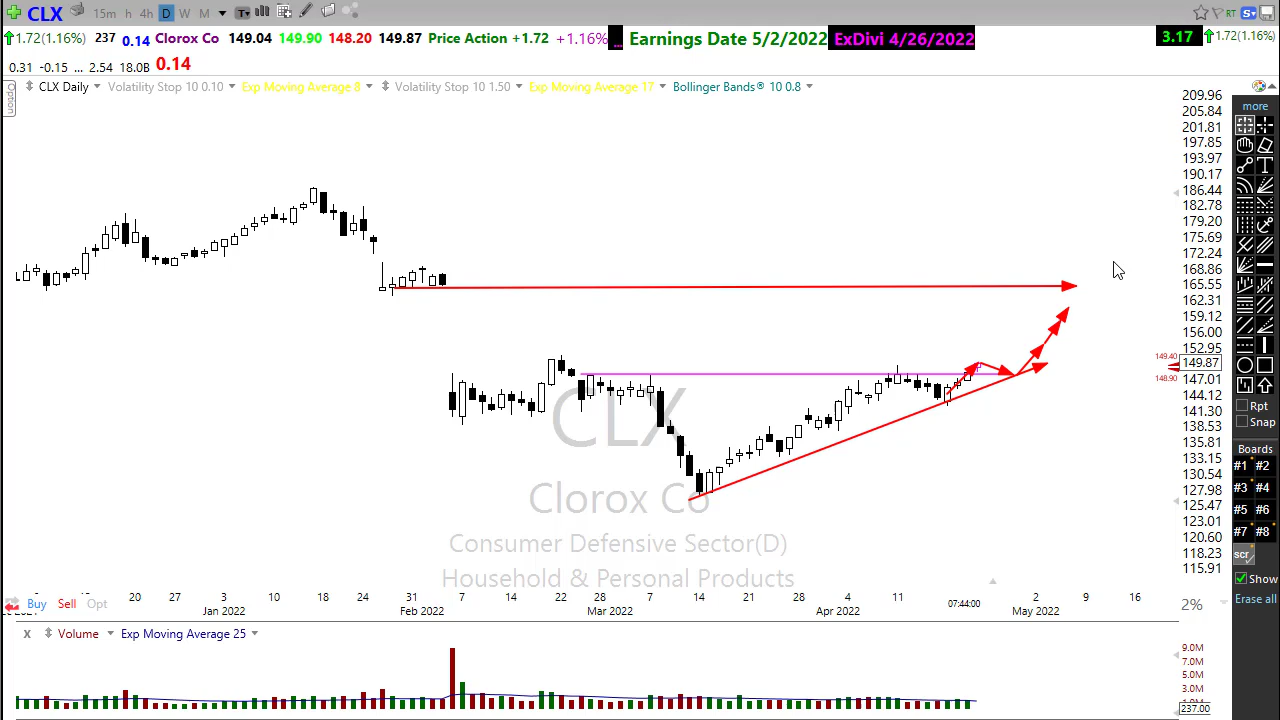 CLX 15m h 4h D W M T RT S
1.72(1.16%) 237 0.14 Clorox Co 149.04 149.90 148.20 149.87 Price Action +1.72 +1.16% ... Earnings Date 5/2/2022 ExDivi 4/26/2022 3.17 1.72(1.16%)
0.31 -0.15 ... 2.54 18.0B 0.14
Option
CLX Daily Volatility Stop 10 0.10 Exp Moving Average 8 Volatility Stop 10 1.50 Exp Moving Average 17 Bollinger Bands® 10 0.8
209.96
205.84
201.81
197.85
193.97
190.17
186.44
182.78
179.20
175.69
172.24
168.86
165.55
162.31
159.12
156.00
152.95
149.40
149.87
148.90
147.01
144.12
141.30
138.53
135.81
133.15
130.54
127.98
125.47
123.01
120.60
118.23
115.91
more
T
Rpt
Snap
Boards
#1 #2
#3 #4
#5 #6
#7 #8
scr
Show
Erase all
CLX
Clorox Co
Consumer Defensive Sector(D)
Household & Personal Products
20 27 3 10 18 24 31 7 14 22 28 7 14 21 28 4 11 07:44:00 2 9 16
Jan 2022 Feb 2022 Mar 2022 Apr 2022 May 2022
Buy Sell Opt
2%
X Volume Exp Moving Average 25
9.0M
7.0M
5.0M
3.0M
237.00